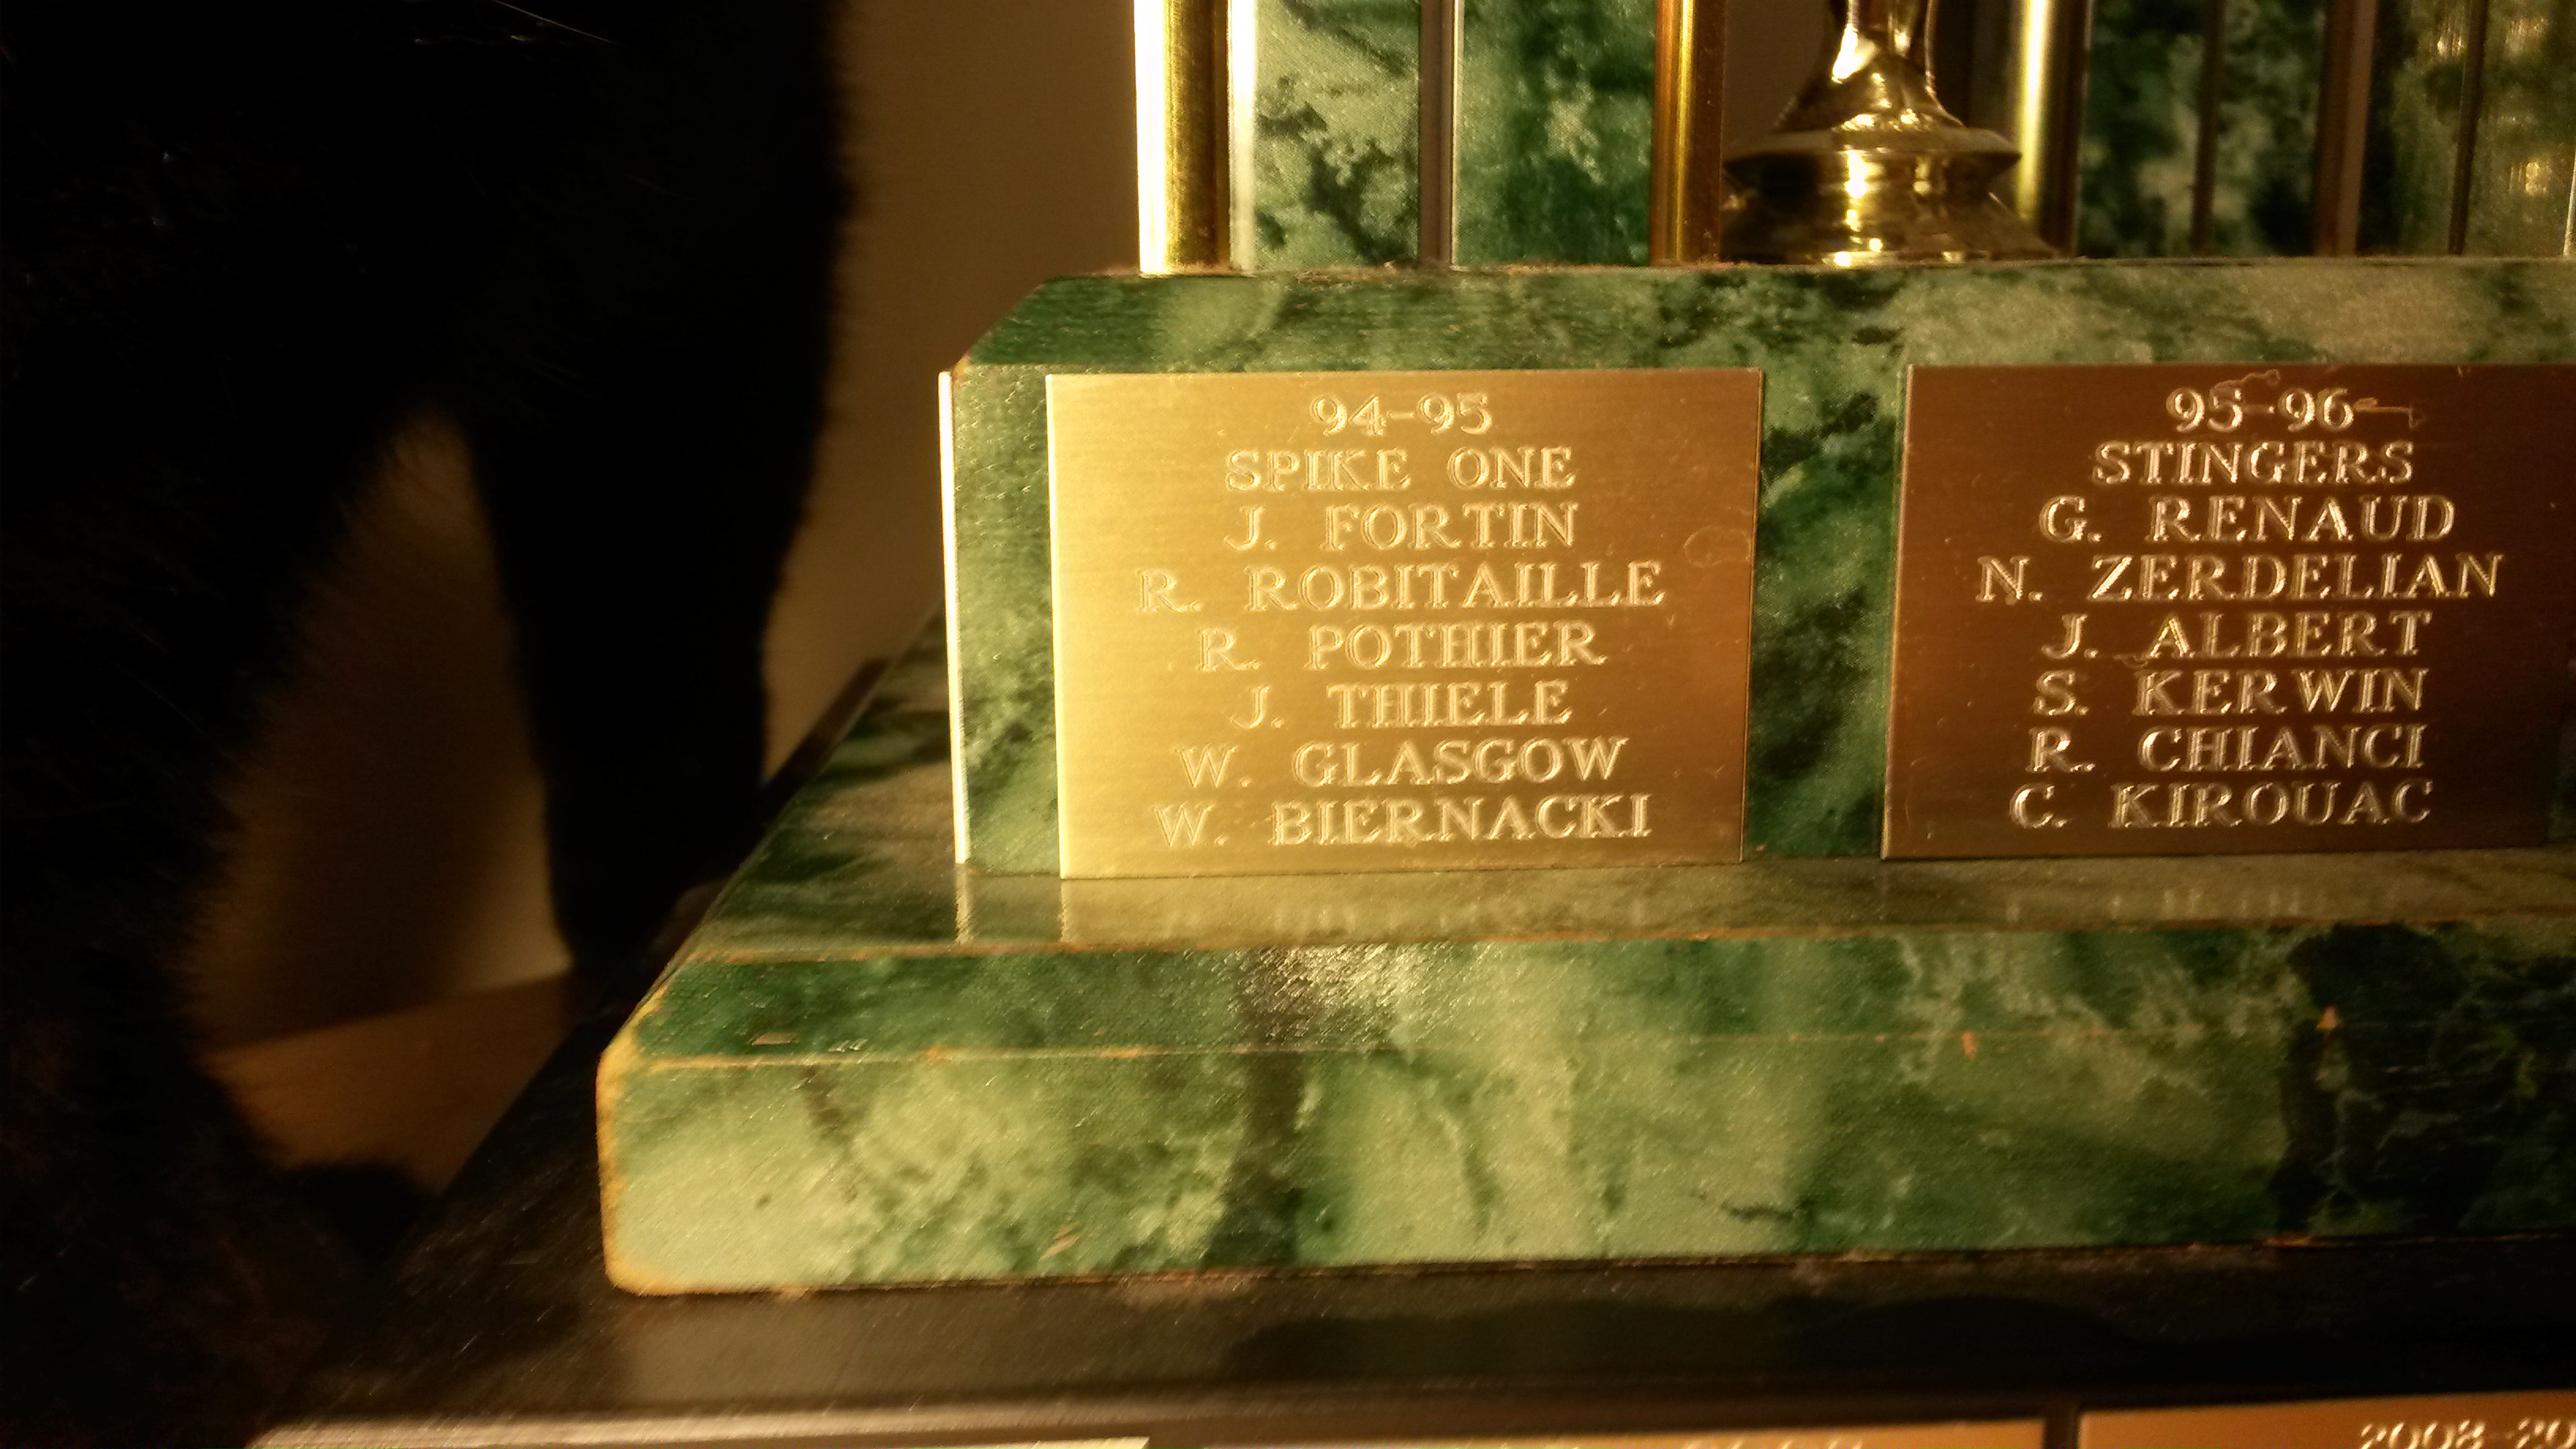 94-95
SPIKE ONE
J. FORTIN
R. ROBITAILLE
R. POTHIER
J. THIELE
W. GLASGOW
W. BIERNACKI
95-96
STINGERS
G. RENAUD
N. ZERDELIAN
J. ALBERT
S. KERWIN
R. CHIANCI
C. KIROUAC